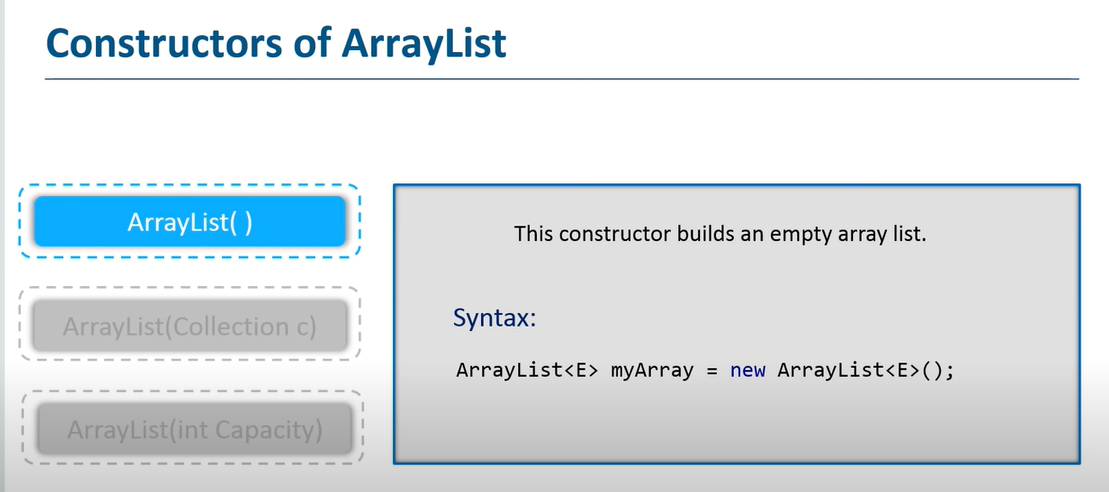 Constructors of ArrayList
ArrayList( )
ArrayList(Collection c)
ArrayList(int Capacity)
This constructor builds an empty array list.
Syntax:
ArrayList<E> myArray = new ArrayList<E>();